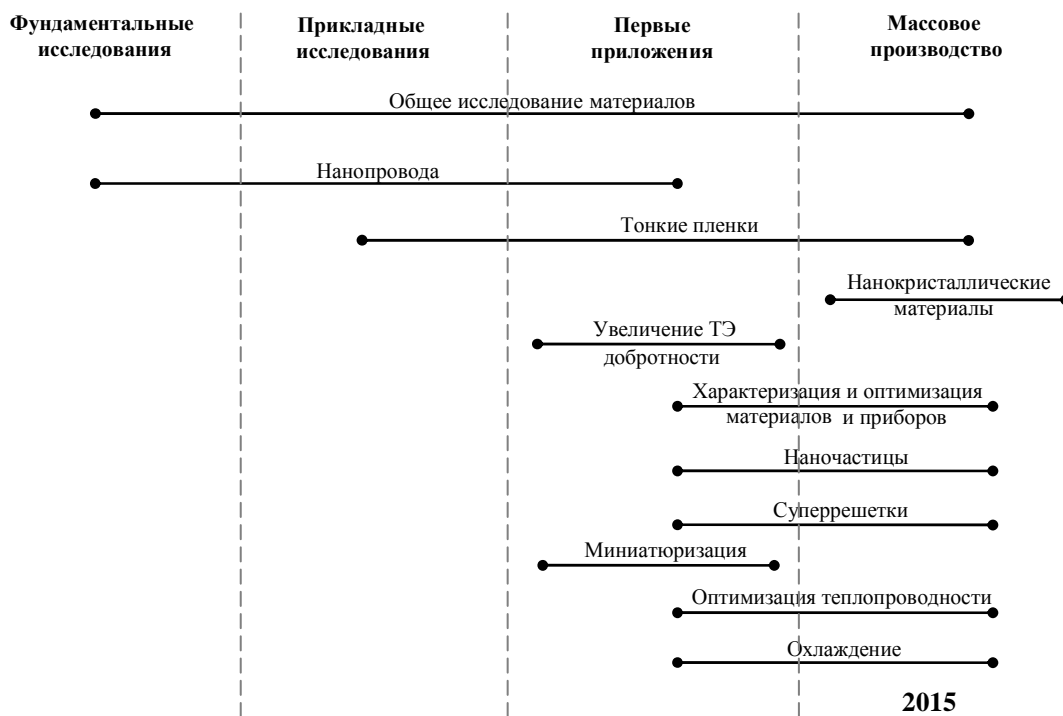 Фундаментальные
исследования
Прикладные
исследования
Первые
приложения
Массовое
производство
Общее исследование материалов
Нанопровода
Тонкие пленки
Нанокристаллические
материалы
Увеличение ТЭ
добротности
Характеризация и оптимизация
материалов и приборов
Наночастицы
Суперрешетки
Миниатюризация
Оптимизация теплопроводности
Охлаждение
2015